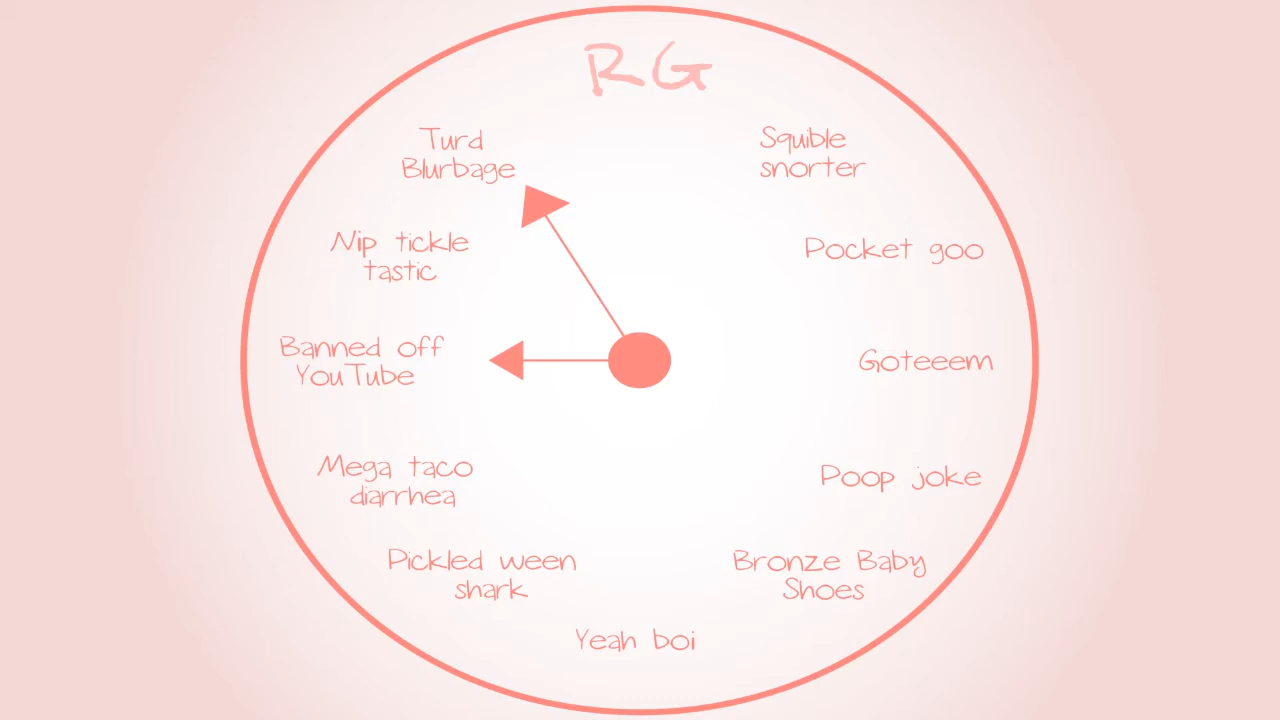 RG
Turd
Blurbage
Squible
snorter
Nip tickle
tastic
Pocket goo
Banned off
YouTube
Goteeem
Mega taco
diarrhea
Poop joke
Pickled ween
shark
Bronze Baby
Shoes
Yeah boi